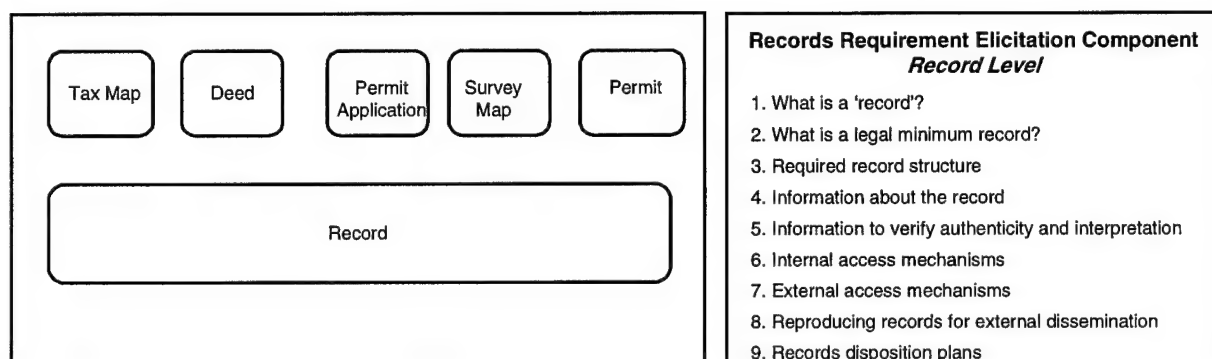 Tax Map
Deed
Permit
Application
Survey
Map
Permit
Record
Records Requirement Elicitation Component
Record Level
1. What is a ‘record’?
2. What is a legal minimum record?
3. Required record structure
4. Information about the record
5. Information to verify authenticity and interpretation
6. Internal access mechanisms
7. External access mechanisms
8. Reproducing records for external dissemination
9. Records disposition plans